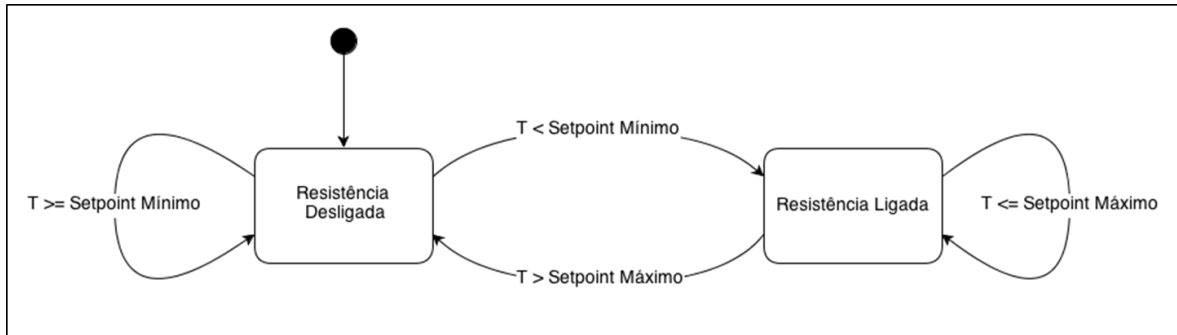 T < Setpoint Mínimo
T >= Setpoint Mínimo
Resistência
Desligada
Resistência Ligada
T <= Setpoint Máximo
T > Setpoint Máximo